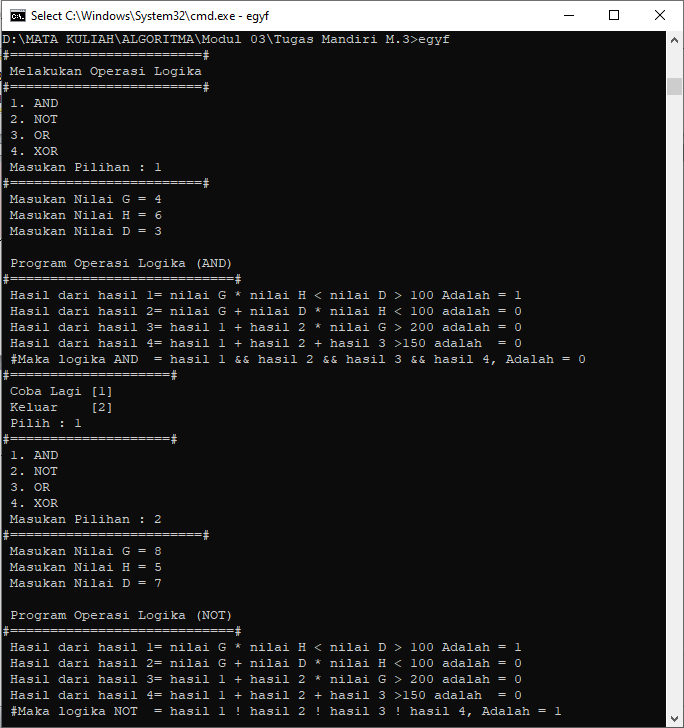 Select C:\Windows\System32\cmd.exe - egyf
D:\MATA KULIAH\ALGORITMA\Modul 03\Tugas Mandiri M.3>egyf
#========================#
Melakukan Operasi Logika
#========================#
1. AND
2. NOT
3. OR
4. XOR
Masukan Pilihan : 1
#========================#
Masukan Nilai G = 4
Masukan Nilai H = 6
Masukan Nilai D = 3
Program Operasi Logika (AND)
#============================#
Hasil dari hasil 1= nilai G * nilai H < nilai D > 100 Adalah = 1
Hasil dari hasil 2= nilai G + nilai D * nilai H < 100 adalah = 0
Hasil dari hasil 3= hasil 1 + hasil 2 * nilai G > 200 adalah = 0
Hasil dari hasil 4= hasil 1 + hasil 2 + hasil 3 >150 adalah  = 0
#Maka logika AND  = hasil 1 && hasil 2 && hasil 3 && hasil 4, Adalah = 0
#====================#
Coba Lagi [1]
Keluar    [2]
Pilih : 1
#====================#
1. AND
2. NOT
3. OR
4. XOR
Masukan Pilihan : 2
#========================#
Masukan Nilai G = 8
Masukan Nilai H = 5
Masukan Nilai D = 7
Program Operasi Logika (NOT)
#============================#
Hasil dari hasil 1= nilai G * nilai H < nilai D > 100 Adalah = 1
Hasil dari hasil 2= nilai G + nilai D * nilai H < 100 adalah = 0
Hasil dari hasil 3= hasil 1 + hasil 2 * nilai G > 200 adalah = 0
Hasil dari hasil 4= hasil 1 + hasil 2 + hasil 3 >150 adalah  = 0
#Maka logika NOT  = hasil 1 ! hasil 2 ! hasil 3 ! hasil 4, Adalah = 1